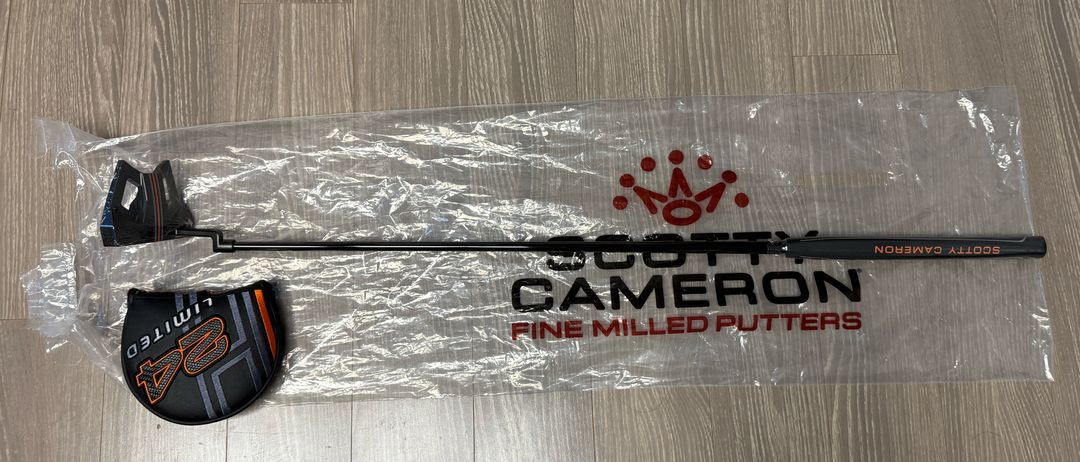 SCOTTY
CAMERON
FINE MILLED PUTTERS
SCOTTY CAMERON
24
LIMITED